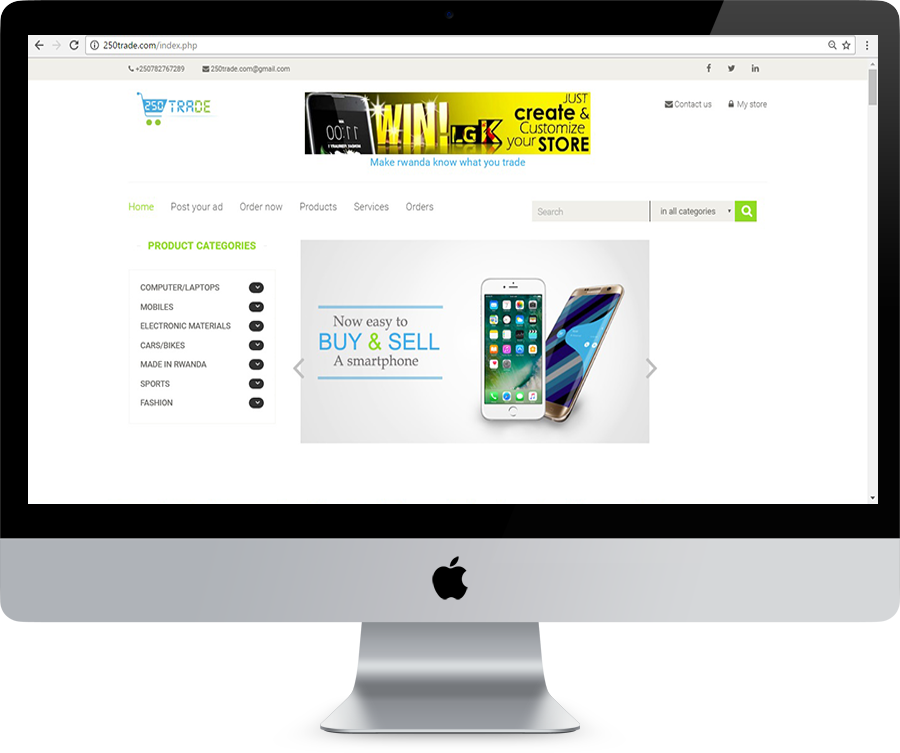 250trade.com/index.php
+250782767289 250trade.com@gmail.com
250 TRADE
WIN!
LG K
JUST
create &
Customize
your STORE
Contact us My store
Make rwanda know what you trade
Home Post your ad Order now Products Services Orders
Search in all categories
PRODUCT CATEGORIES
COMPUTER/LAPTOPS
MOBILES
ELECTRONIC MATERIALS
CARS/BIKES
MADE IN RWANDA
SPORTS
FASHION
Now easy to
BUY & SELL
A smartphone